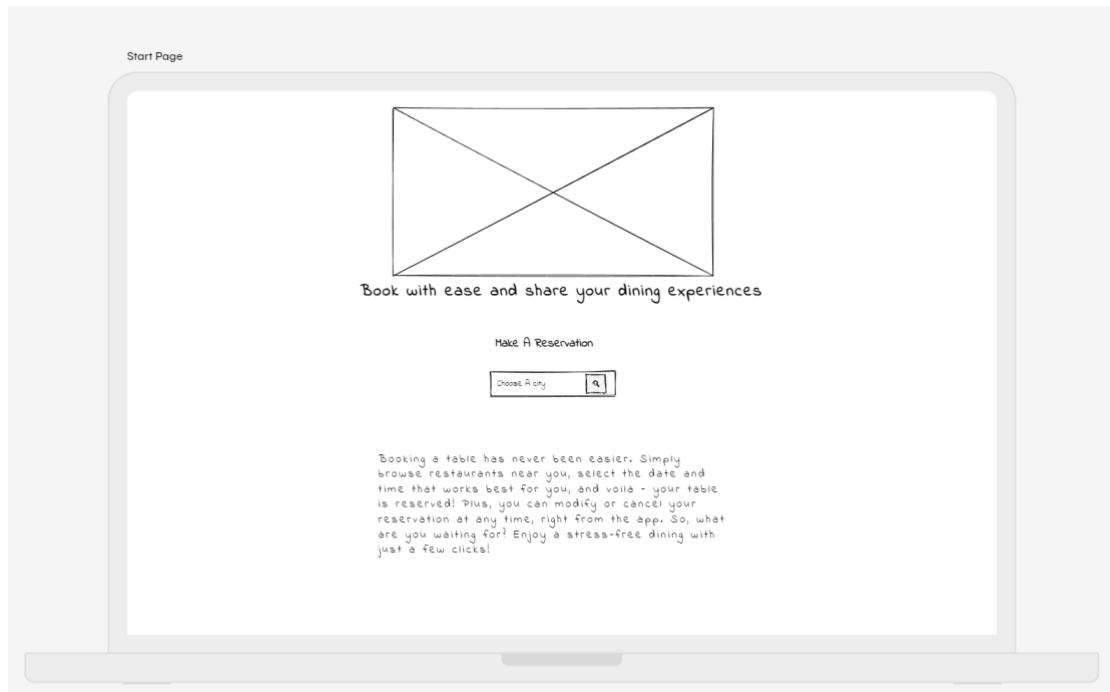 Start Page
Book with ease and share your dining experiences
Make A Reservation
Choose A city
Booking a table has never been easier. Simply
browse restaurants near you, select the date and
time that works best for you, and voila - your table
is reserved! Plus, you can modify or cancel your
reservation at any time, right from the app. So, what
are you waiting for? Enjoy a stress-free dining with
just a few clicks!